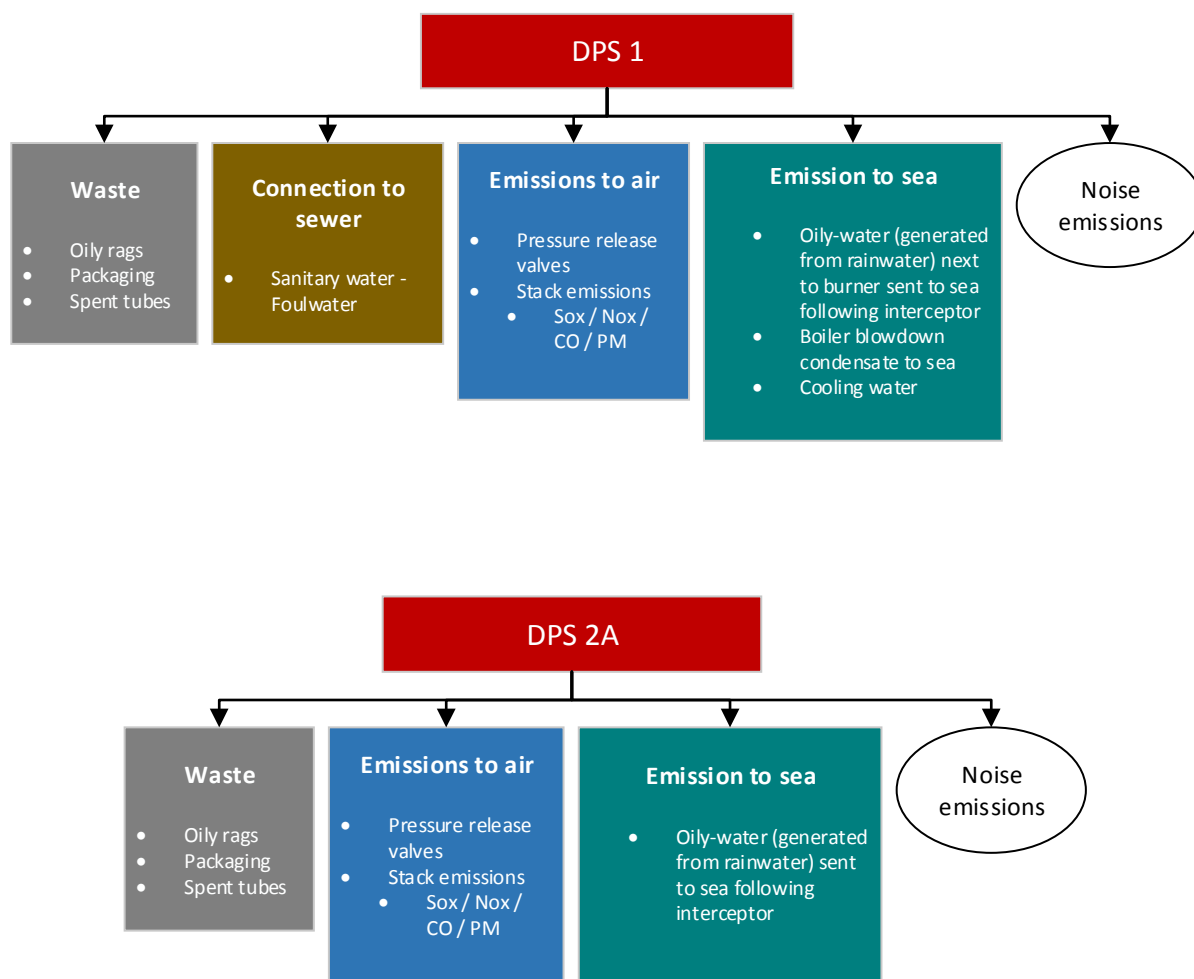 DPS 1
Waste
• Oily rags
• Packaging
• Spent tubes
Connection to
sewer
• Sanitary water -
Foulwater
Emissions to air
• Pressure release
valves
• Stack emissions
• Sox / Nox /
CO / PM
Emission to sea
• Oily-water (generated
from rainwater) next
to burner sent to sea
following interceptor
• Boiler blowdown
condensate to sea
• Cooling water
Noise
emissions
DPS 2A
Waste
• Oily rags
• Packaging
• Spent tubes
Emissions to air
• Pressure release
valves
• Stack emissions
• Sox / Nox /
CO / PM
Emission to sea
• Oily-water (generated
from rainwater) sent
to sea following
interceptor
Noise
emissions